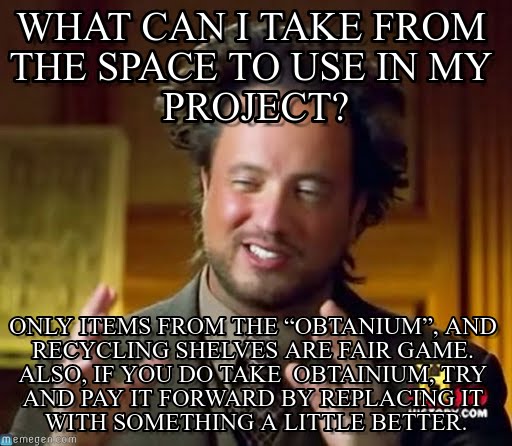 WHAT CAN I TAKE FROM
THE SPACE TO USE IN MY
PROJECT?
ONLY ITEMS FROM THE “OBTANIUM”, AND
RECYCLING SHELVES ARE FAIR GAME.
ALSO, IF YOU DO TAKE OBTAINIUM, TRY
AND PAY IT FORWARD BY REPLACING IT
WITH SOMETHING A LITTLE BETTER.
memegen.com